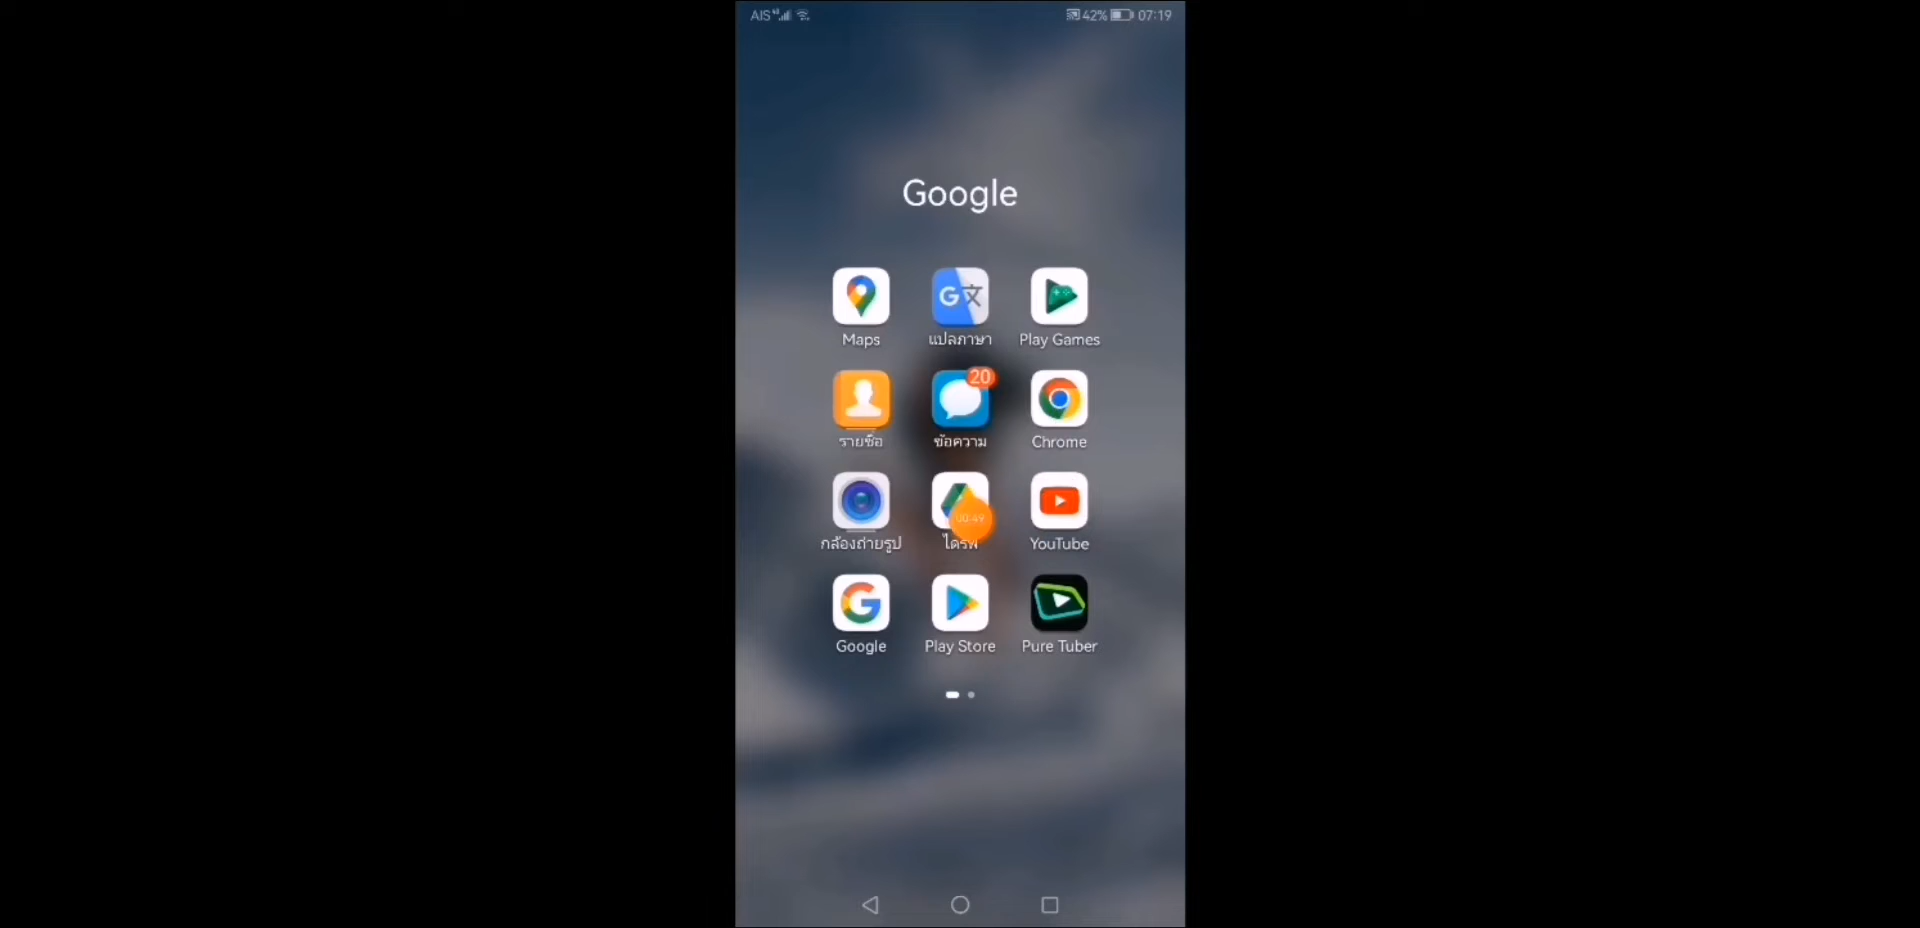 AIS 42% 07:19
Google
Maps แปลภาษา Play Games
20
รายชื่อ ข้อความ Chrome
00:49
กล้องถ่ายรูป ไดรฟ์ YouTube
Google Play Store Pure Tuber